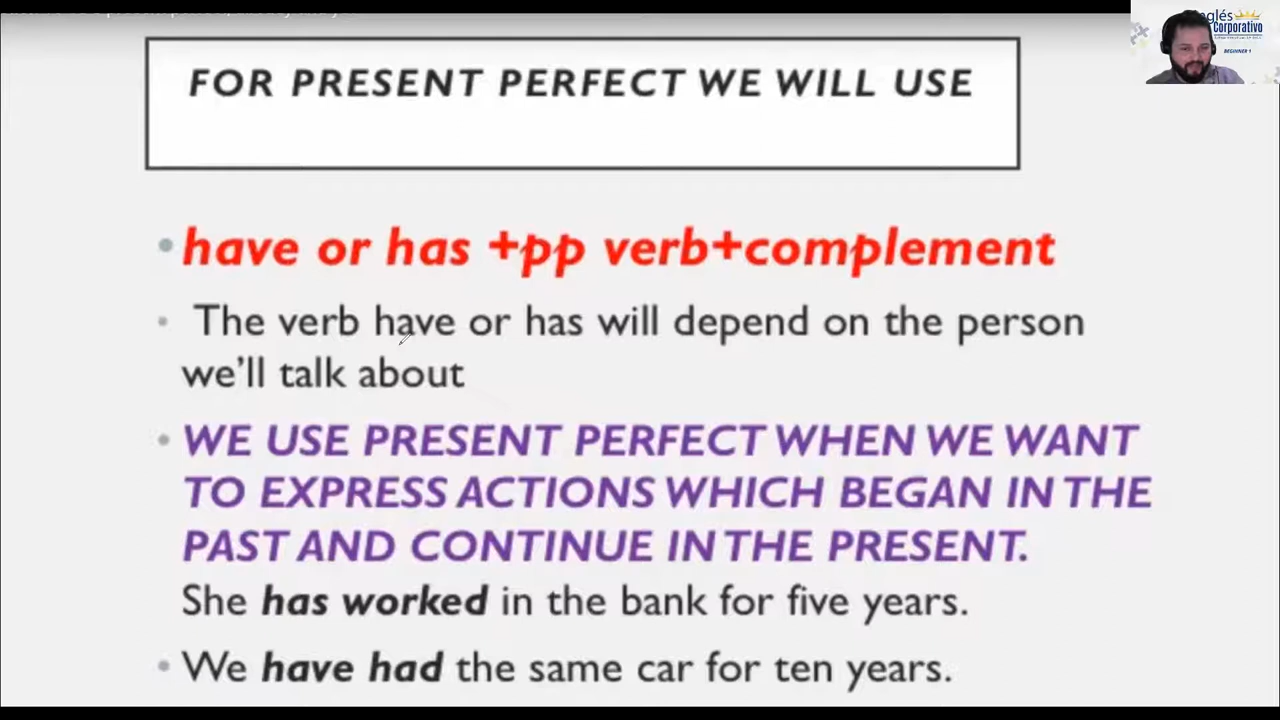 FOR PRESENT PERFECT WE WILL USE
Inglés
Corporativo
BEGINNER 1
• have or has +pp verb+complement
• The verb have or has will depend on the person
we'll talk about
• WE USE PRESENT PERFECT WHEN WE WANT
TO EXPRESS ACTIONS WHICH BEGAN IN THE
PAST AND CONTINUE IN THE PRESENT.
She has worked in the bank for five years.
• We have had the same car for ten years.